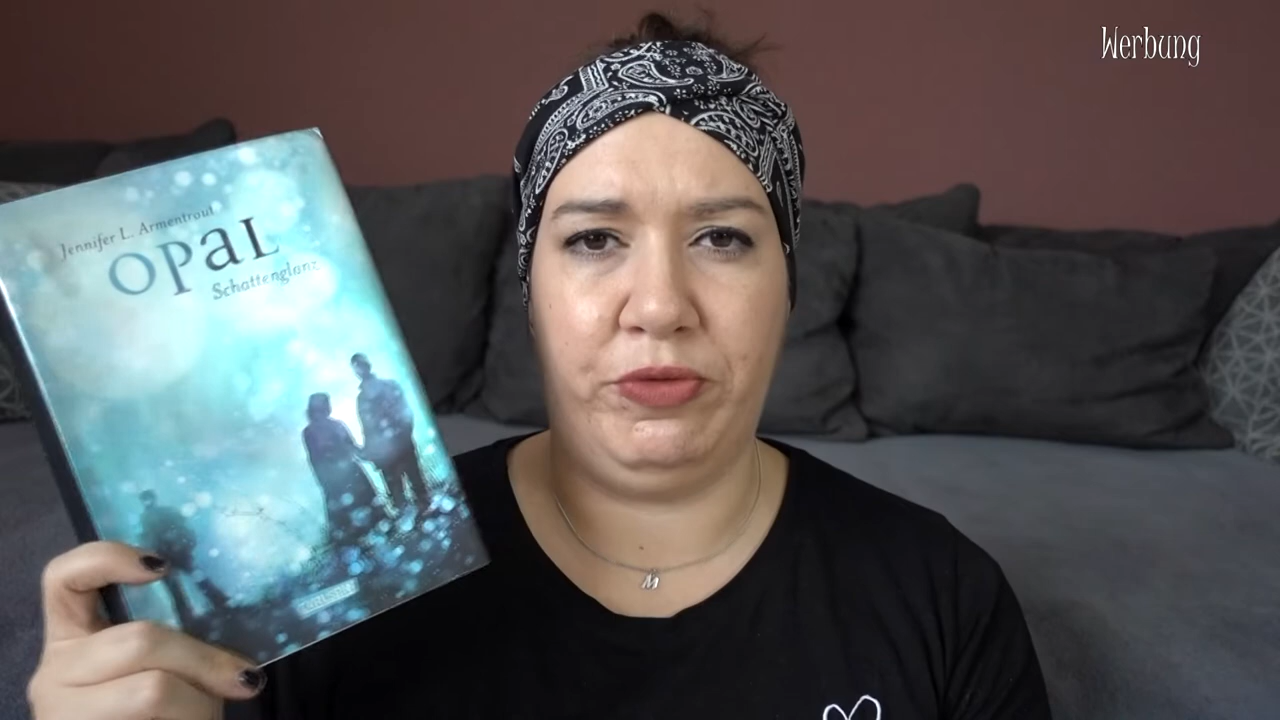 Werbung
Jennifer L. Armentrout
OPAL
Schattenglanz
M